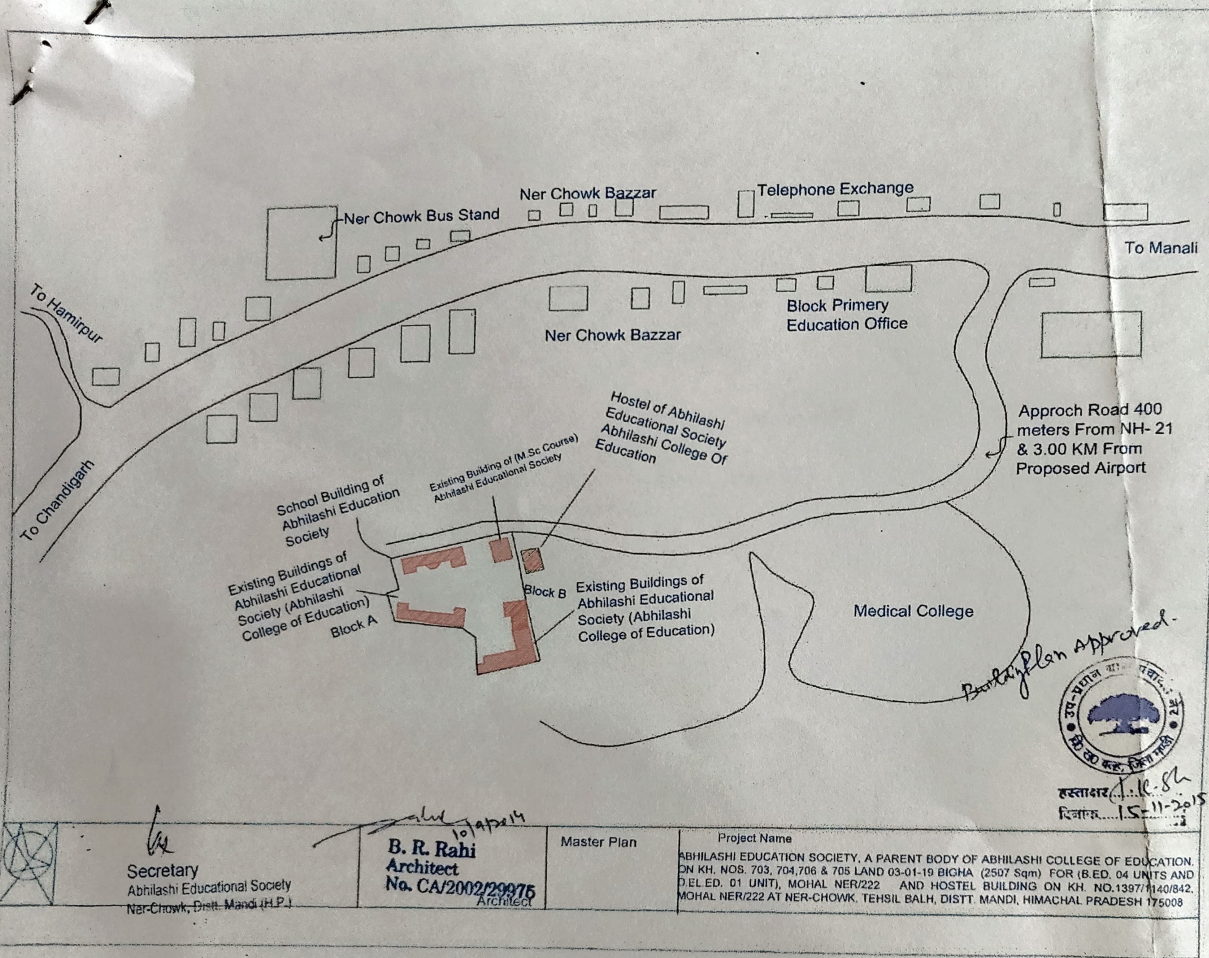 Ner Chowk Bazzar
Telephone Exchange
Ner Chowk Bus Stand
To Manali
To Hamirpur
Block Primary
Education Office
Ner Chowk Bazzar
Hostel of Abhilashi
Educational Society
Abhilashi College Of
Education
Approch Road 400
meters From NH- 21
& 3.00 KM From
Proposed Airport
To Chandigarh
Existing Building of (M.Sc Course)
Abhilashi Educational Society
School Building of
Abhilashi Education
Society
Existing Buildings of
Abhilashi Educational
Society (Abhilashi
College of Education)
Block A
Block B
Existing Buildings of
Abhilashi Educational
Society (Abhilashi
College of Education)
Medical College
Plan Approved.
उप-प्रधान ग्राम पंचायत नेर
जिला मण्डी
हस्ताक्षर
दिनांक....15-11-2015
Secretary
Abhilashi Educational Society
Ner-Chowk, Distt. Mandi (H.P.)
B. R. Rahi
Architect
No. CA/2002/29975
Architect
Master Plan
Project Name
ABHILASHI EDUCATION SOCIETY, A PARENT BODY OF ABHILASHI COLLEGE OF EDUCATION.
ON KH. NOS. 703, 704,706 & 705 LAND 03-01-19 BIGHA (2507 Sqm) FOR (B.ED. 04 UNITS AND
D.EL.ED. 01 UNIT), MOHAL NER/222 AND HOSTEL BUILDING ON KH. NO.1397/1140/842,
MOHAL NER/222 AT NER-CHOWK, TEHSIL BALH, DISTT. MANDI, HIMACHAL PRADESH 175008